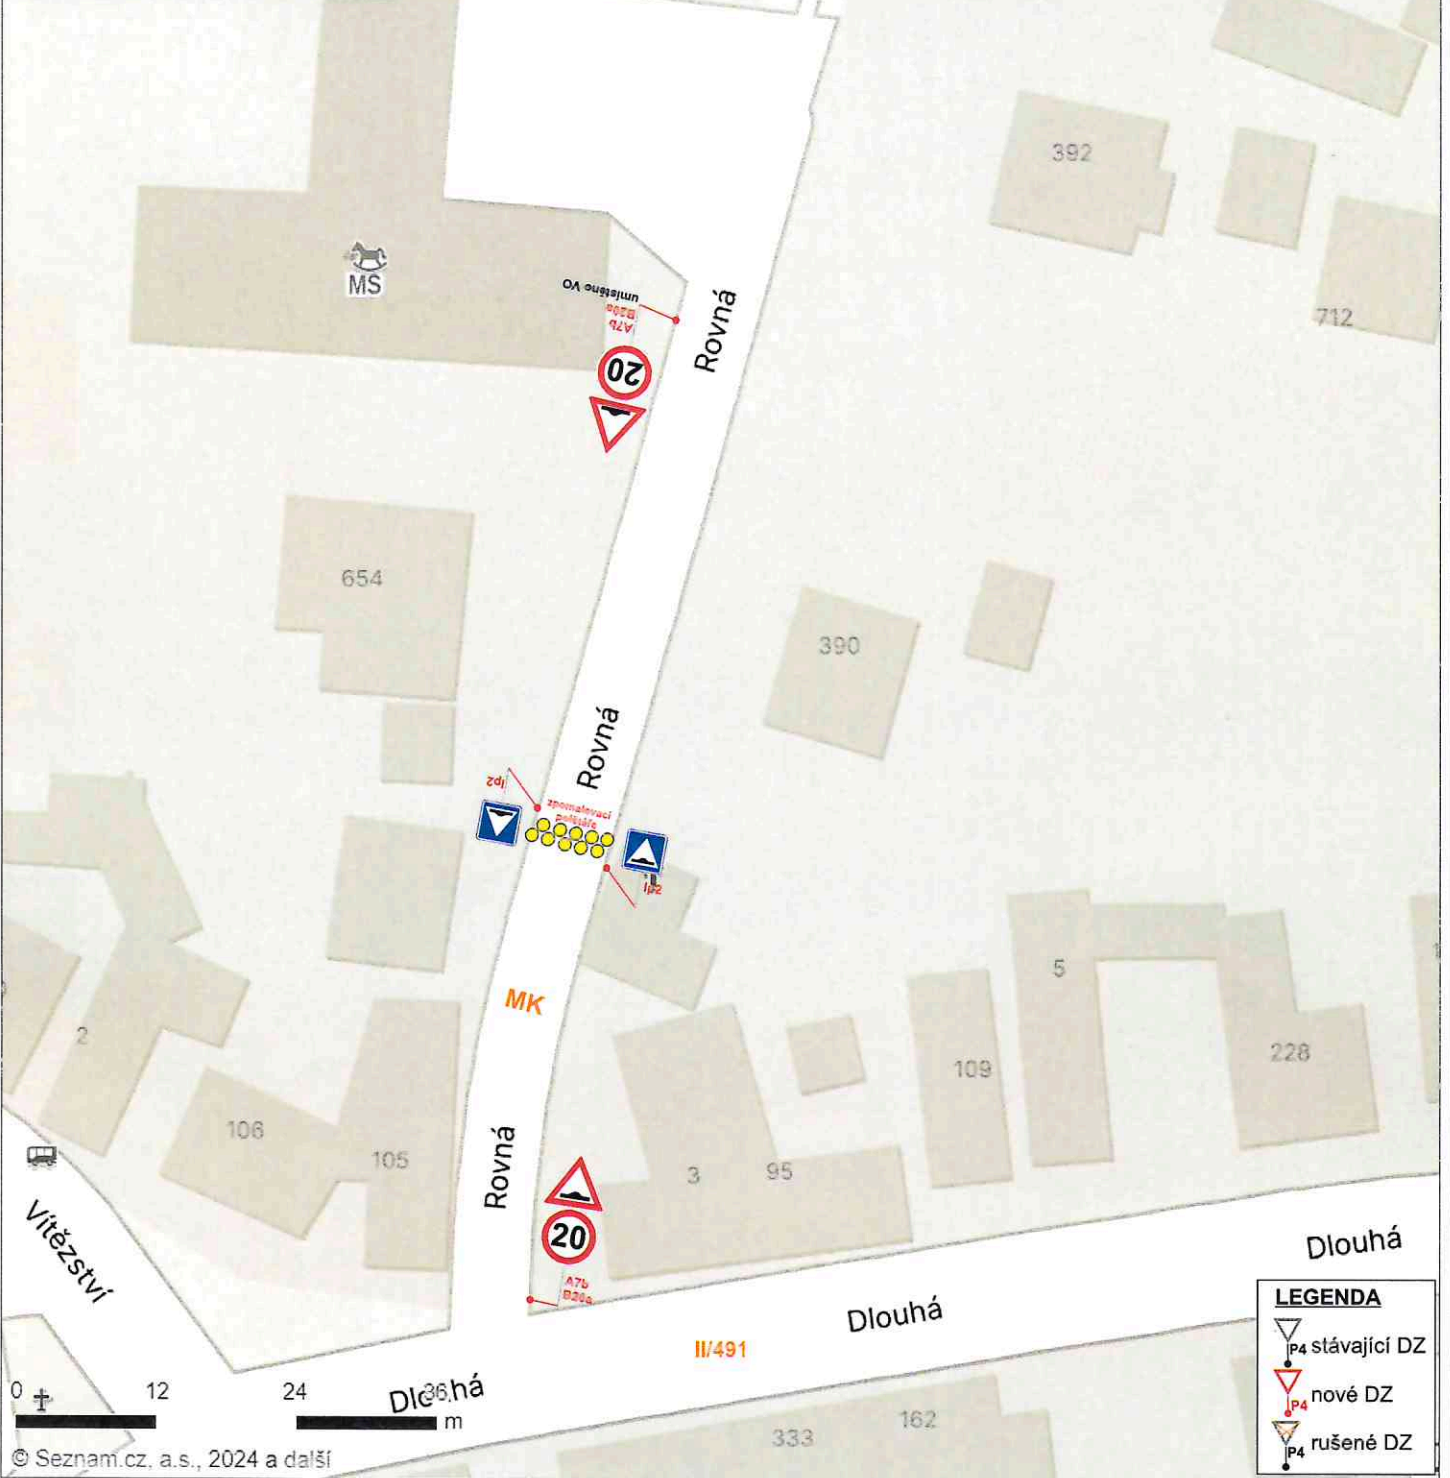 392
MŠ
712
umístěno VO
B20a
A7b
Rovná
20
654
390
Rovná
Ip2
zpomalovací
polštáře
Ip2
5
MK
2
109
228
106
105
Rovná
3
95
20
A7b
B20a
Vítězství
Dlouhá
Dlouhá
II/491
LEGENDA
P4 stávající DZ
P4 nové DZ
P4 rušené DZ
0 12 24 36
m
Dlouhá
162
333
© Seznam.cz, a.s., 2024 a další